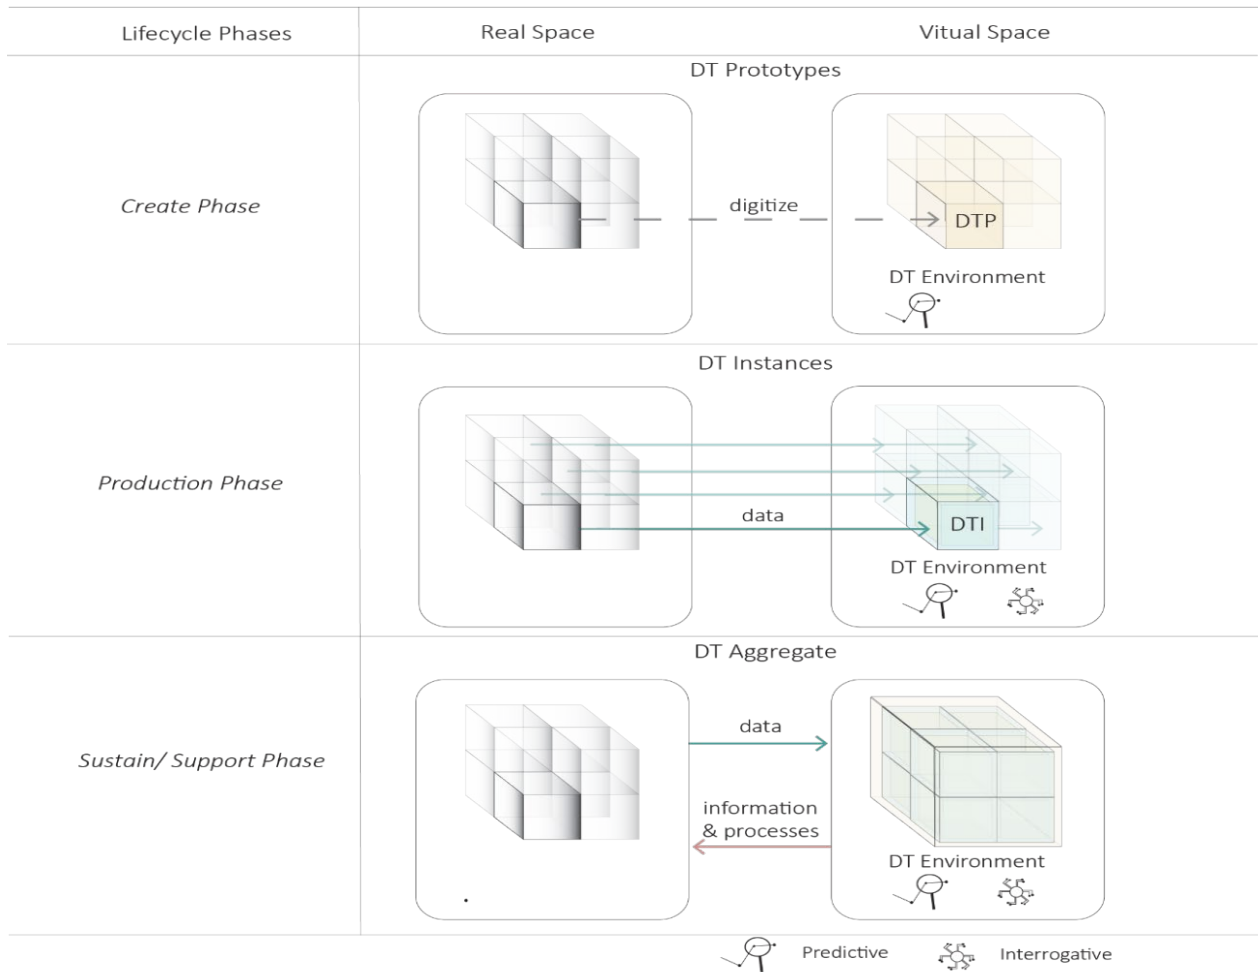 Lifecycle Phases
Real Space
Vitual Space
DT Prototypes
Create Phase
digitize
DTP
DT Environment
DT Instances
Production Phase
data
DTI
DT Environment
DT Aggregate
Sustain/ Support Phase
data
information
& processes
DT Environment
Predictive
Interrogative